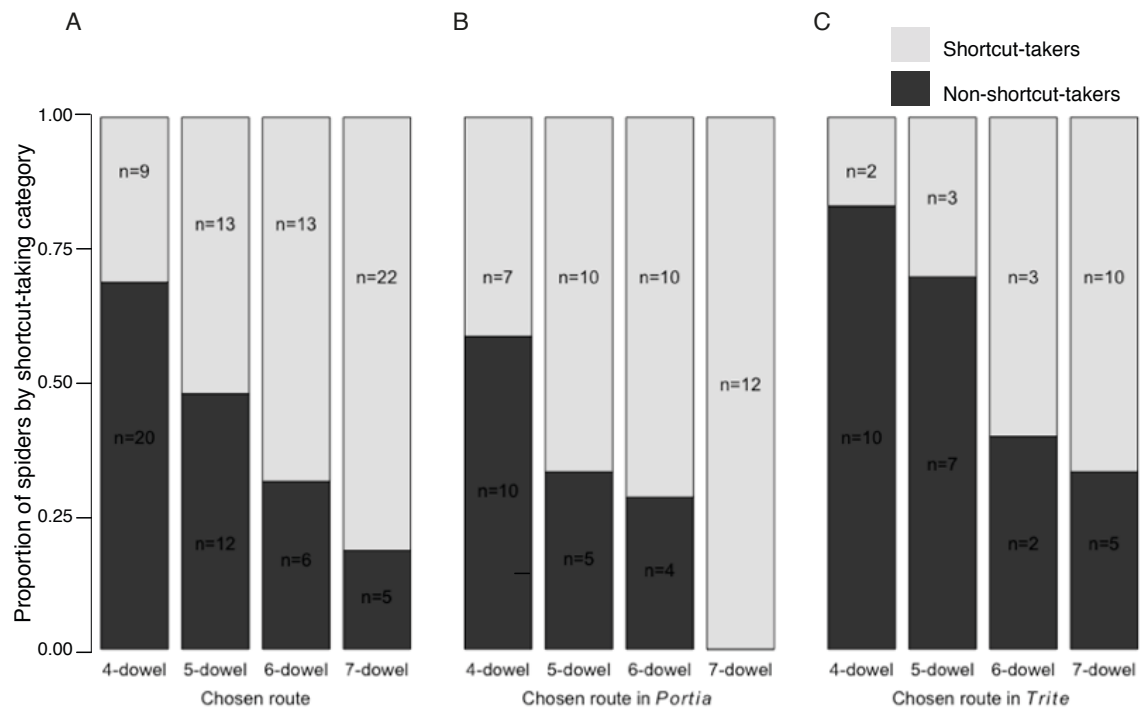 A
B
C
Shortcut-takers
Non-shortcut-takers
Proportion of spiders by shortcut-taking category
1.00
0.75
0.50
0.25
0.00
n=9
n=13
n=13
n=22
n=20
n=12
n=6
n=5
4-dowel 5-dowel 6-dowel 7-dowel
Chosen route
n=7
n=10
n=10
n=12
n=10
n=5
n=4
4-dowel 5-dowel 6-dowel 7-dowel
Chosen route in Portia
n=2
n=3
n=3
n=10
n=10
n=7
n=2
n=5
4-dowel 5-dowel 6-dowel 7-dowel
Chosen route in Trite